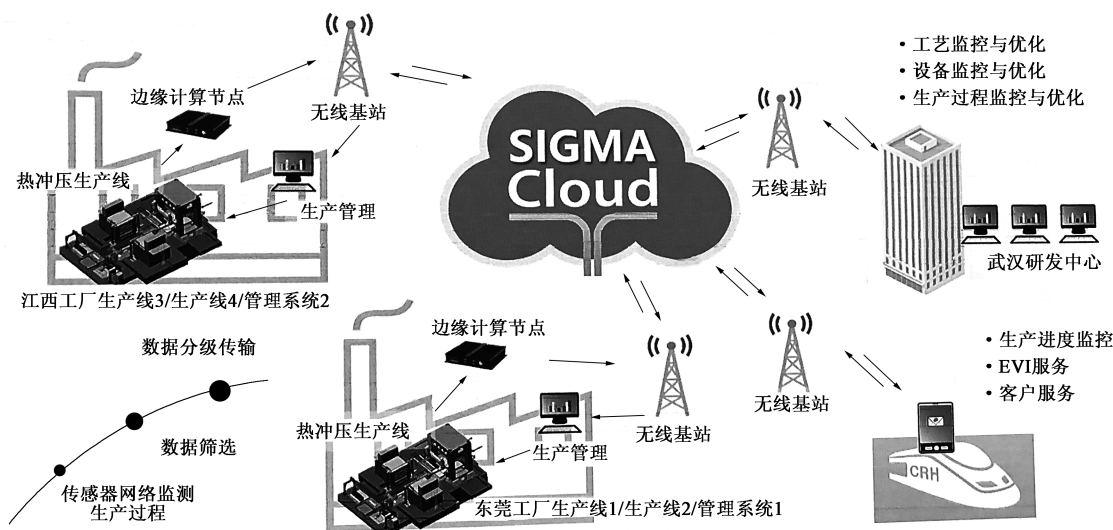 边缘计算节点
无线基站
热冲压生产线
生产管理
江西工厂生产线3/生产线4/管理系统2
SIGMA
Cloud
无线基站
·工艺监控与优化
·设备监控与优化
·生产过程监控与优化
武汉研发中心
数据分级传输
数据筛选
传感器网络监测
生产过程
边缘计算节点
无线基站
热冲压生产线
生产管理
东莞工厂生产线1/生产线2/管理系统1
无线基站
·生产进度监控
·EVI服务
·客户服务
CRH